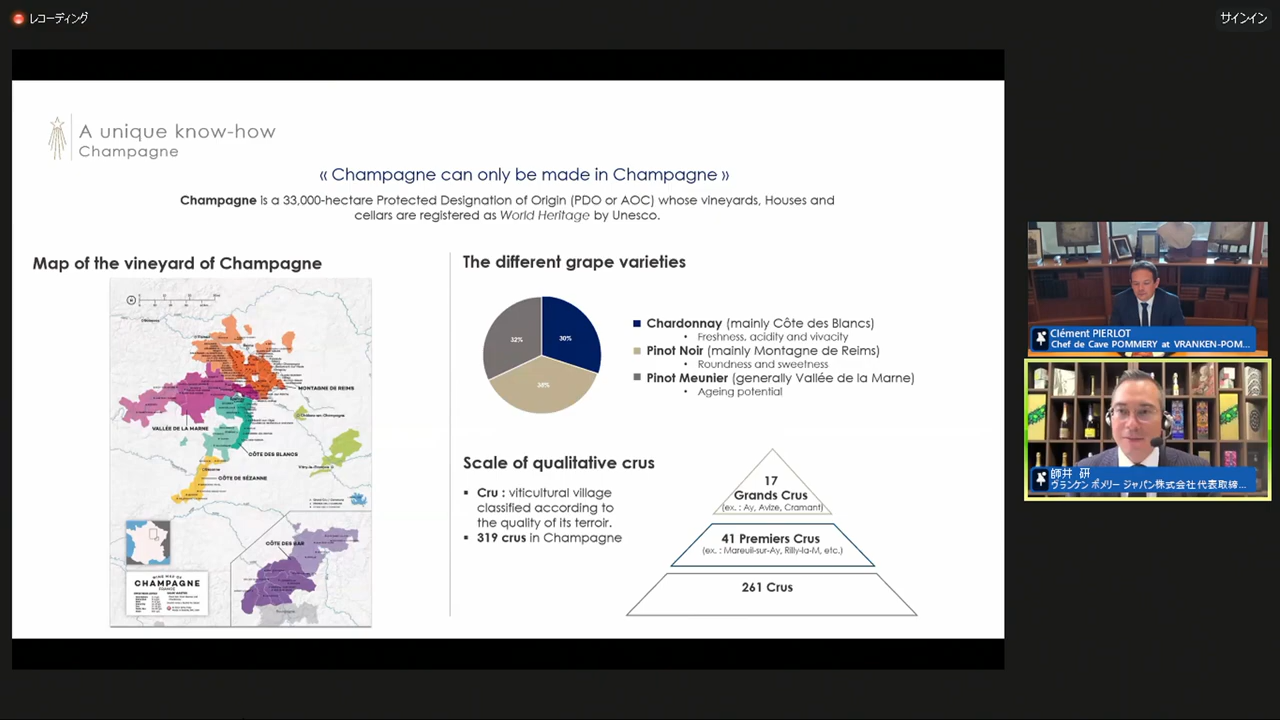 レコーディング
サインイン
A unique know-how
Champagne
« Champagne can only be made in Champagne »
Champagne is a 33,000-hectare Protected Designation of Origin (PDO or AOC) whose vineyards, Houses and
cellars are registered as World Heritage by Unesco.
Map of the vineyard of Champagne
MONTAGNE DE REIMS
VALLÉE DE LA MARNE
CÔTE DES BLANCS
CÔTE DE SÉZANNE
CÔTE DES BAR
WINE MAP OF
CHAMPAGNE
FRANCE
The different grape varieties
32%
30%
38%
Chardonnay (mainly Côte des Blancs)
• Freshness, acidity and vivacity
Pinot Noir (mainly Montagne de Reims)
• Roundness and sweetness
Pinot Meunier (generally Vallée de la Marne)
• Ageing potential
Scale of qualitative crus
▪ Cru : viticultural village
classified according to
the quality of its terroir.
▪ 319 crus in Champagne
17
Grands Crus
(ex. : Ay, Avize, Cramant)
41 Premiers Crus
(ex. : Mareuil-sur-Ay, Rilly-la-M, etc.)
261 Crus
Clément PIERLOT
Chef de Cave POMMERY at VRANKEN-POM...
師井 研
ヴランケン ポメリー ジャパン株式会社 代表取締...